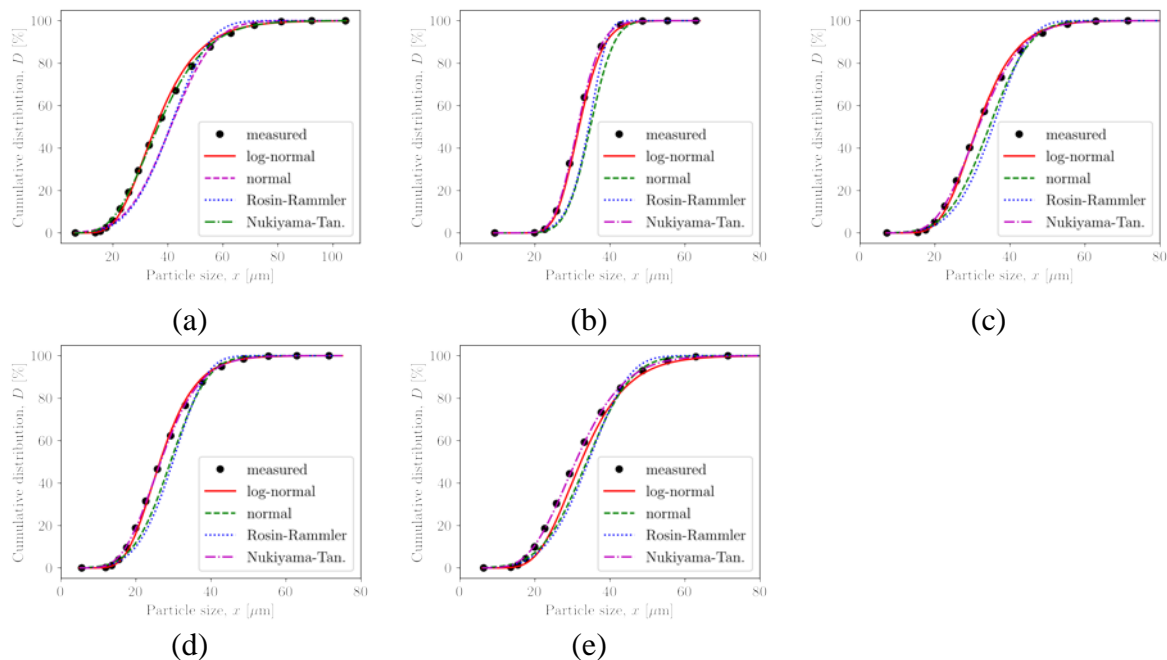 Cumulative distribution, D [%]
100
80
60
40
20
0
measured
log-normal
normal
Rosin-Rammler
Nukiyama-Tan.
20 40 60 80 100
Particle size, x [μm]
(a)
Cumulative distribution, D [%]
100
80
60
40
20
0
measured
log-normal
normal
Rosin-Rammler
Nukiyama-Tan.
0 20 40 60 80
Particle size, x [μm]
(b)
Cumulative distribution, D [%]
100
80
60
40
20
0
measured
log-normal
normal
Rosin-Rammler
Nukiyama-Tan.
0 20 40 60 80
Particle size, x [μm]
(c)
Cumulative distribution, D [%]
100
80
60
40
20
0
measured
log-normal
normal
Rosin-Rammler
Nukiyama-Tan.
0 20 40 60 80
Particle size, x [μm]
(d)
Cumulative distribution, D [%]
100
80
60
40
20
0
measured
log-normal
normal
Rosin-Rammler
Nukiyama-Tan.
0 20 40 60 80
Particle size, x [μm]
(e)